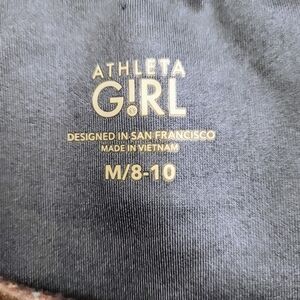 ATHLETA
G!RL
DESIGNED IN SAN FRANCISCO
MADE IN VIETNAM
M/8-10